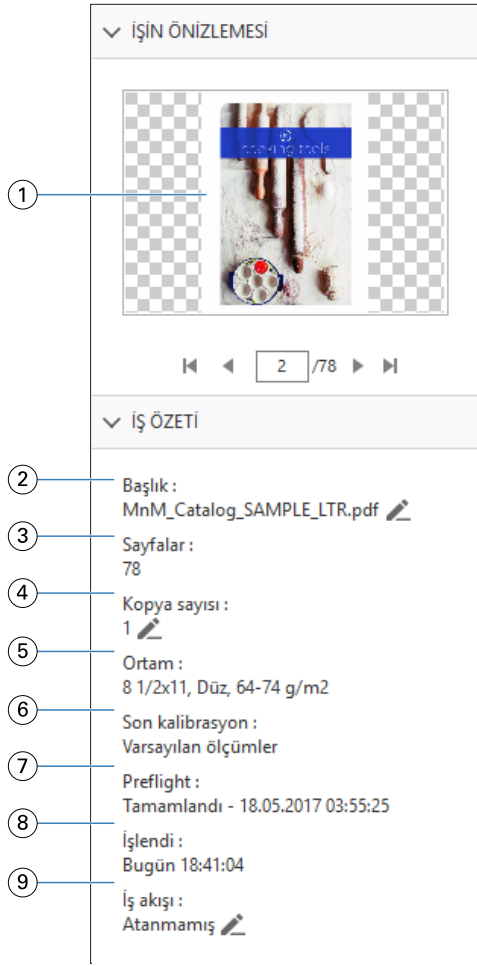 İŞİN ÖNİZLEMESİ
cooking tools
1
2 /78
İŞ ÖZETİ
2
Başlık :
MnM_Catalog_SAMPLE_LTR.pdf
3
Sayfalar :
78
4
Kopya sayısı :
1
5
Ortam :
8 1/2x11, Düz, 64-74 g/m2
6
Son kalibrasyon :
Varsayılan ölçümler
7
Preflight :
Tamamlandı - 18.05.2017 03:55:25
8
İşlendi :
Bugün 18:41:04
9
İş akışı :
Atanmamış